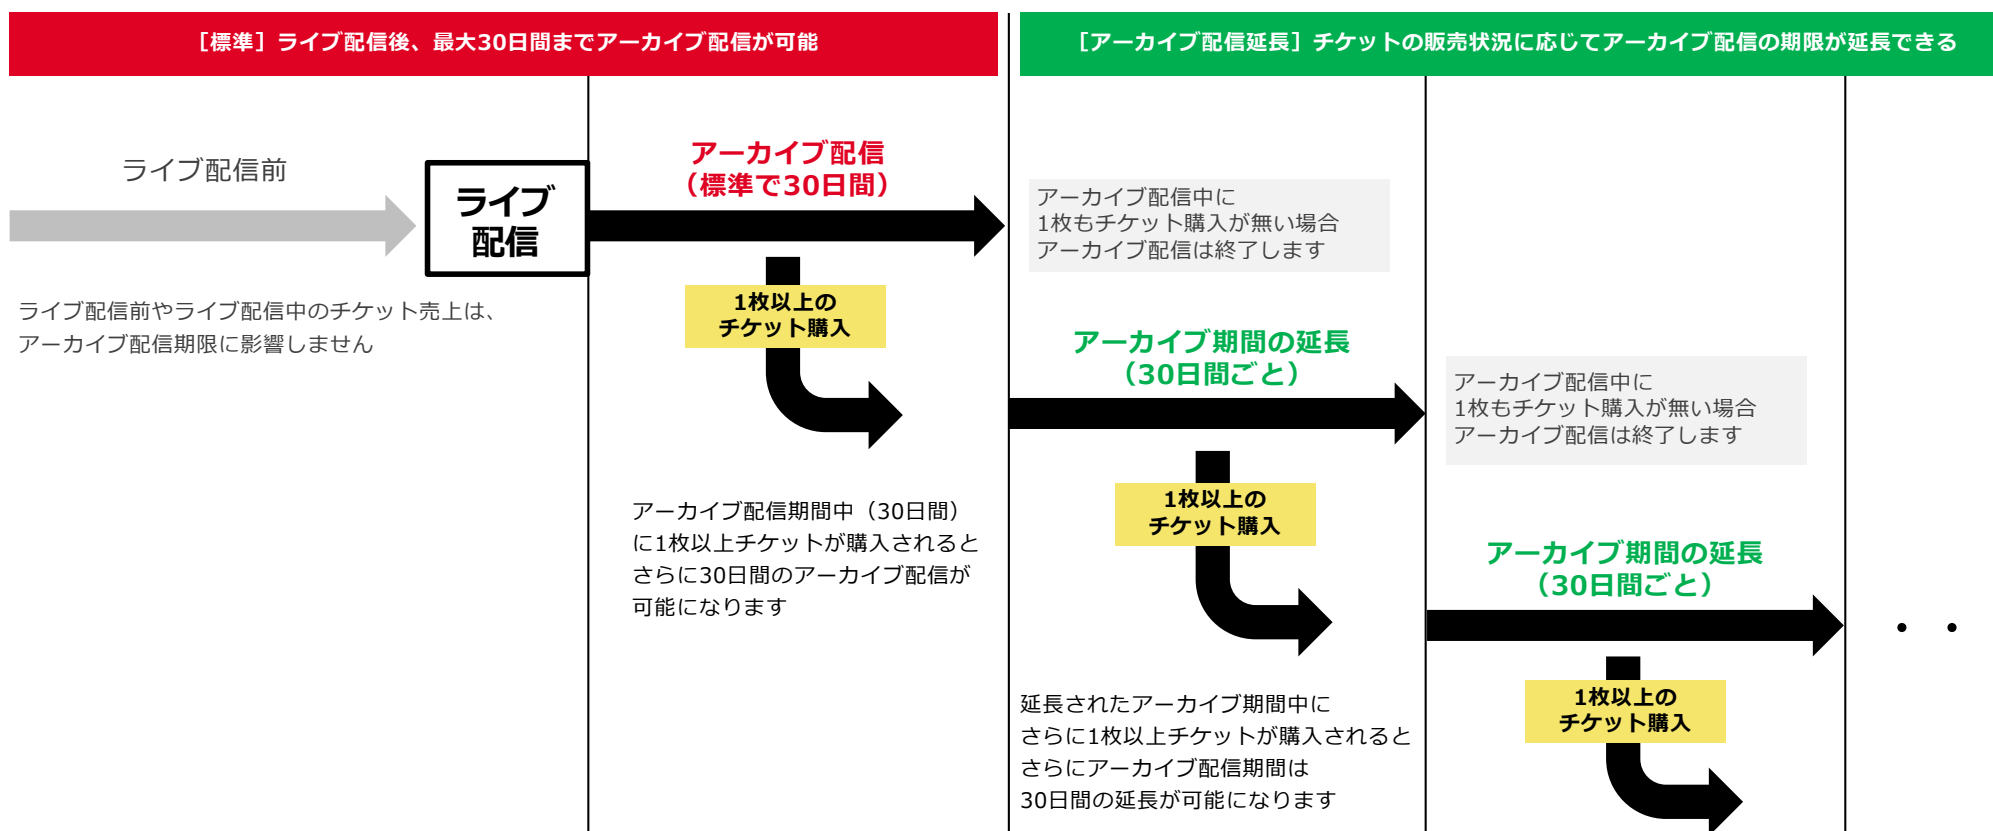 ［標準］ライブ配信後、最大30日間までアーカイブ配信が可能
［アーカイブ配信延長］チケットの販売状況に応じてアーカイブ配信の期限が延長できる
ライブ配信前
ライブ
配信
ライブ配信前やライブ配信中のチケット売上は、
アーカイブ配信期限に影響しません
アーカイブ配信
（標準で30日間）
1枚以上の
チケット購入
アーカイブ配信期間中（30日間）
に1枚以上チケットが購入されると
さらに30日間のアーカイブ配信が
可能になります
アーカイブ配信中に
1枚もチケット購入が無い場合
アーカイブ配信は終了します
アーカイブ期間の延長
（30日間ごと）
1枚以上の
チケット購入
延長されたアーカイブ期間中に
さらに1枚以上チケットが購入されると
さらにアーカイブ配信期間は
30日間の延長が可能になります
アーカイブ配信中に
1枚もチケット購入が無い場合
アーカイブ配信は終了します
アーカイブ期間の延長
（30日間ごと）
1枚以上の
チケット購入
・・